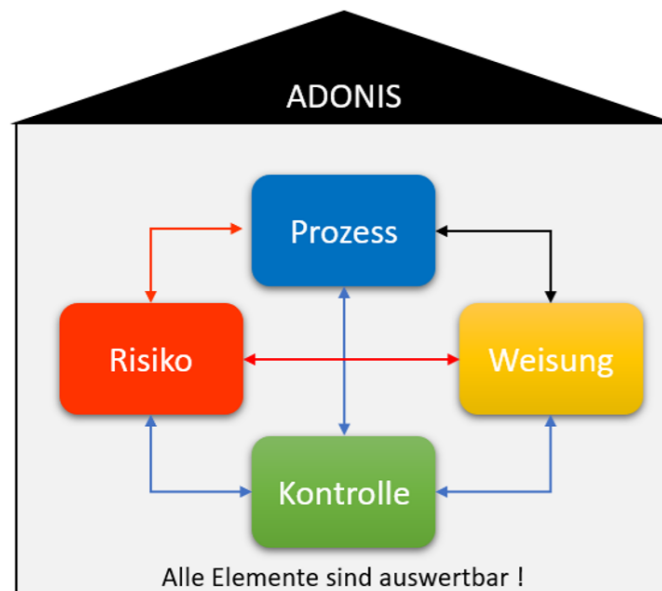 ADONIS
Prozess
Risiko
Weisung
Kontrolle
Alle Elemente sind auswertbar !